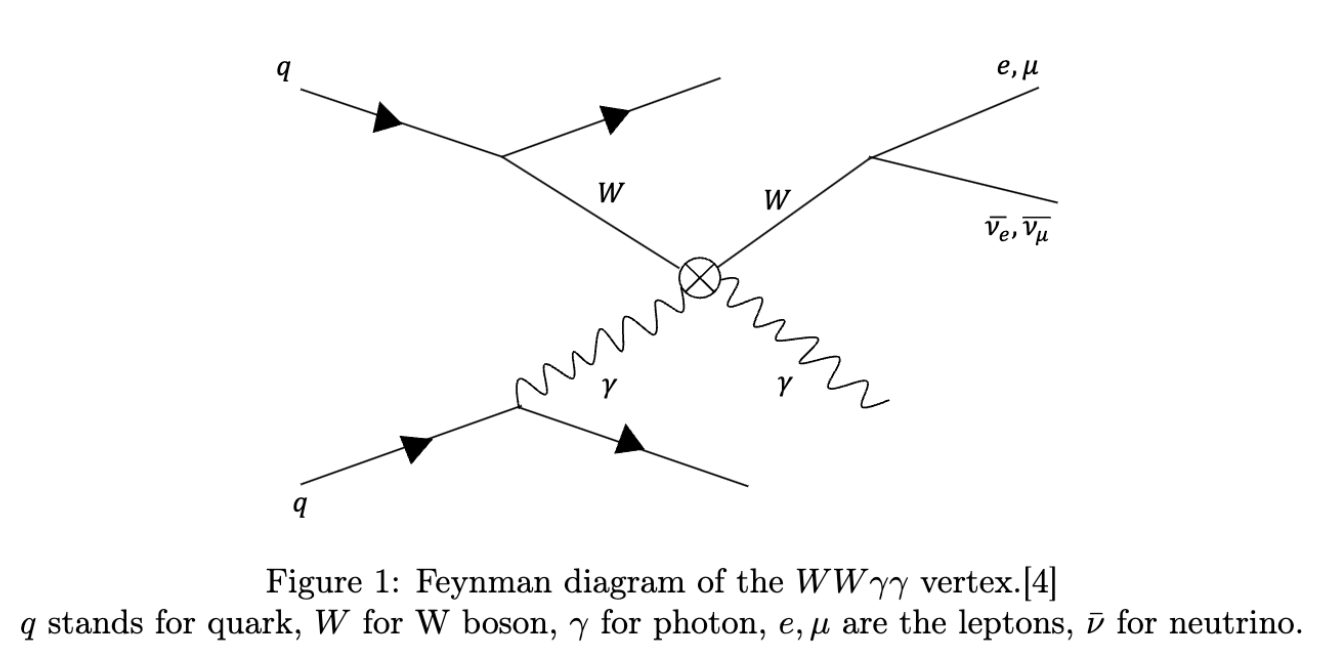 q
e, μ
W
W
ν̄ₑ, ν̄_μ
γ
γ
q
Figure 1: Feynman diagram of the WWγγ vertex.[4]
q stands for quark, W for W boson, γ for photon, e, μ are the leptons, ν̄ for neutrino.